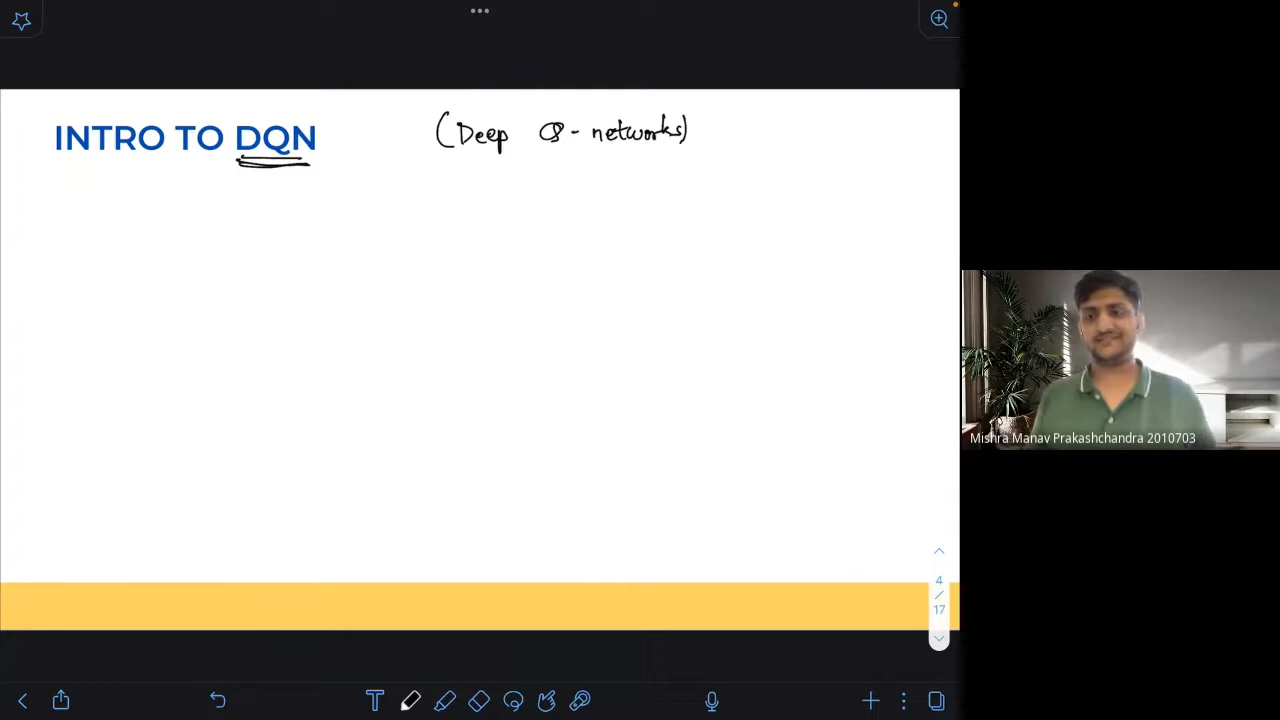 INTRO TO DQN (Deep Q-networks)
4
/
17
Mishra Manav Prakashchandra 2010703
T